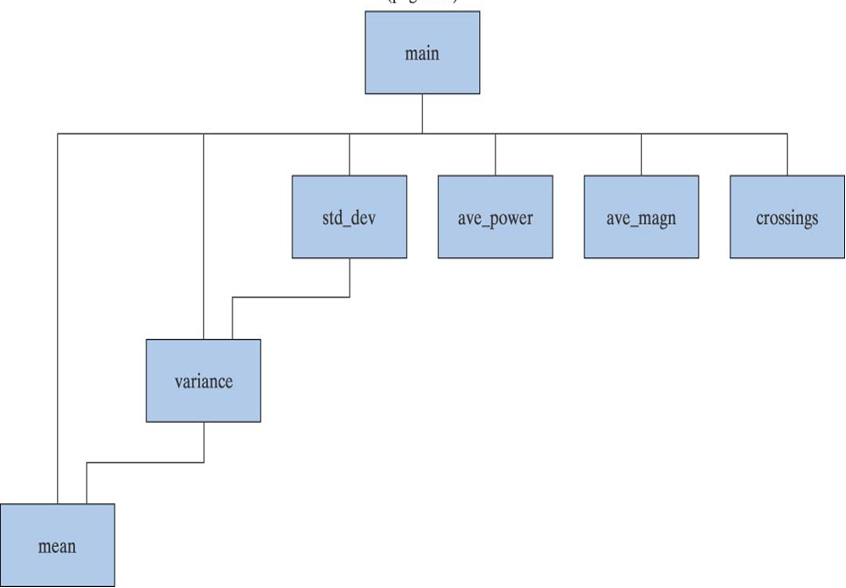 main
std_dev
ave_power
ave_magn
crossings
variance
mean